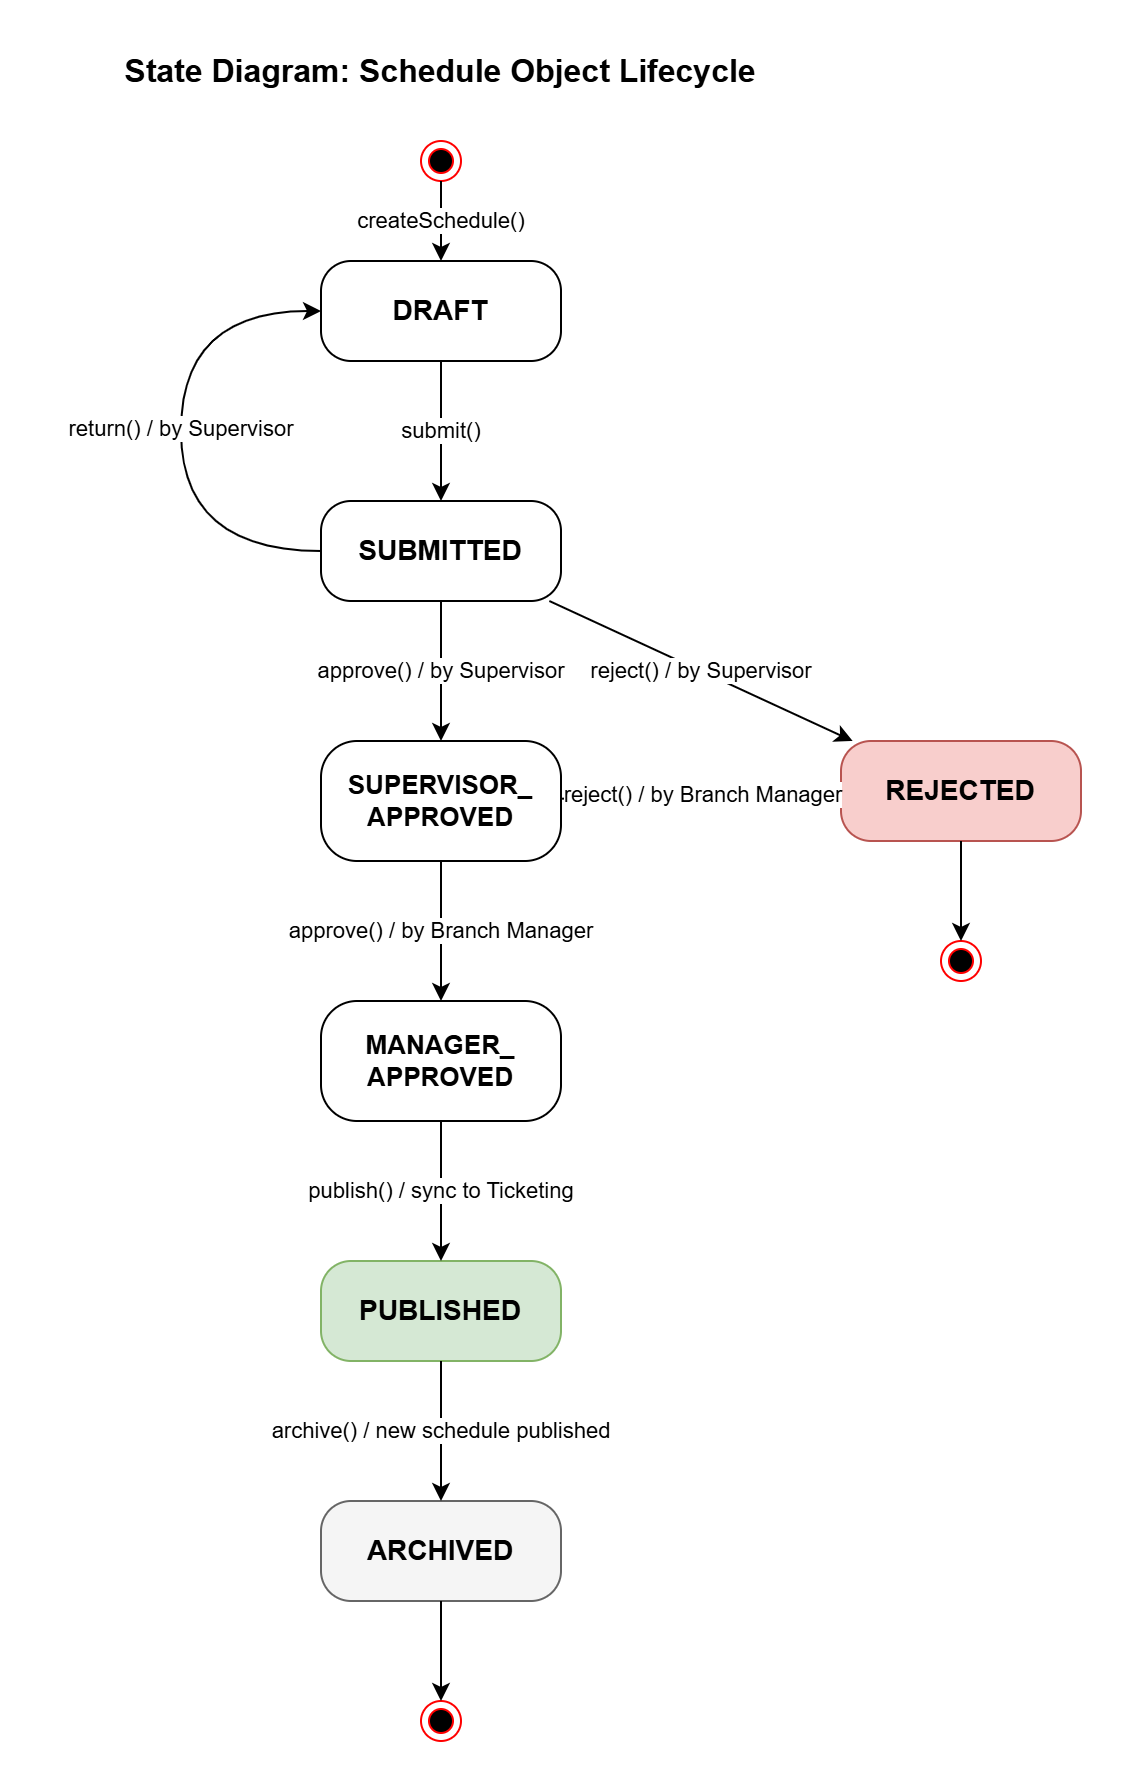 State Diagram: Schedule Object Lifecycle
createSchedule()
DRAFT
return() / by Supervisor
submit()
SUBMITTED
approve() / by Supervisor
reject() / by Supervisor
SUPERVISOR_
APPROVED
reject() / by Branch Manager
REJECTED
approve() / by Branch Manager
MANAGER_
APPROVED
publish() / sync to Ticketing
PUBLISHED
archive() / new schedule published
ARCHIVED